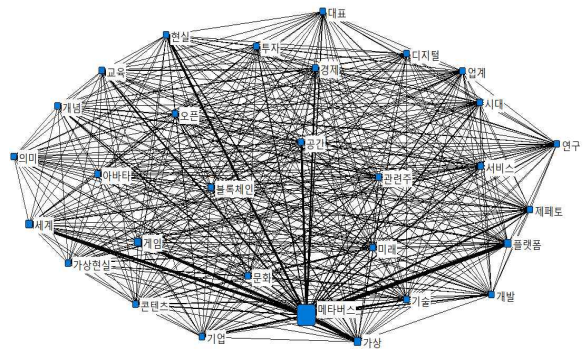 대표
현실
투자
디지털
경제
업계
교육
시대
개념
오픈
공간
연구
의미
서비스
아바타
관련주
블록체인
제페토
세계
게임
미래
플랫폼
가상현실
문화
개발
콘텐츠
메타버스
기술
기업
가상